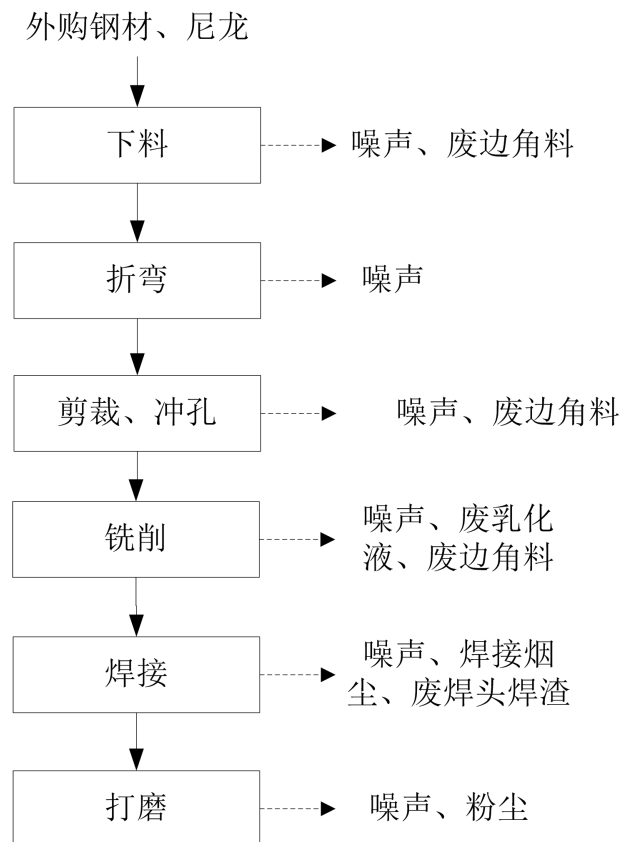 外购钢材、尼龙
下料
噪声、废边角料
折弯
噪声
剪裁、冲孔
噪声、废边角料
铣削
噪声、废乳化
液、废边角料
焊接
噪声、焊接烟
尘、废焊头焊渣
打磨
噪声、粉尘